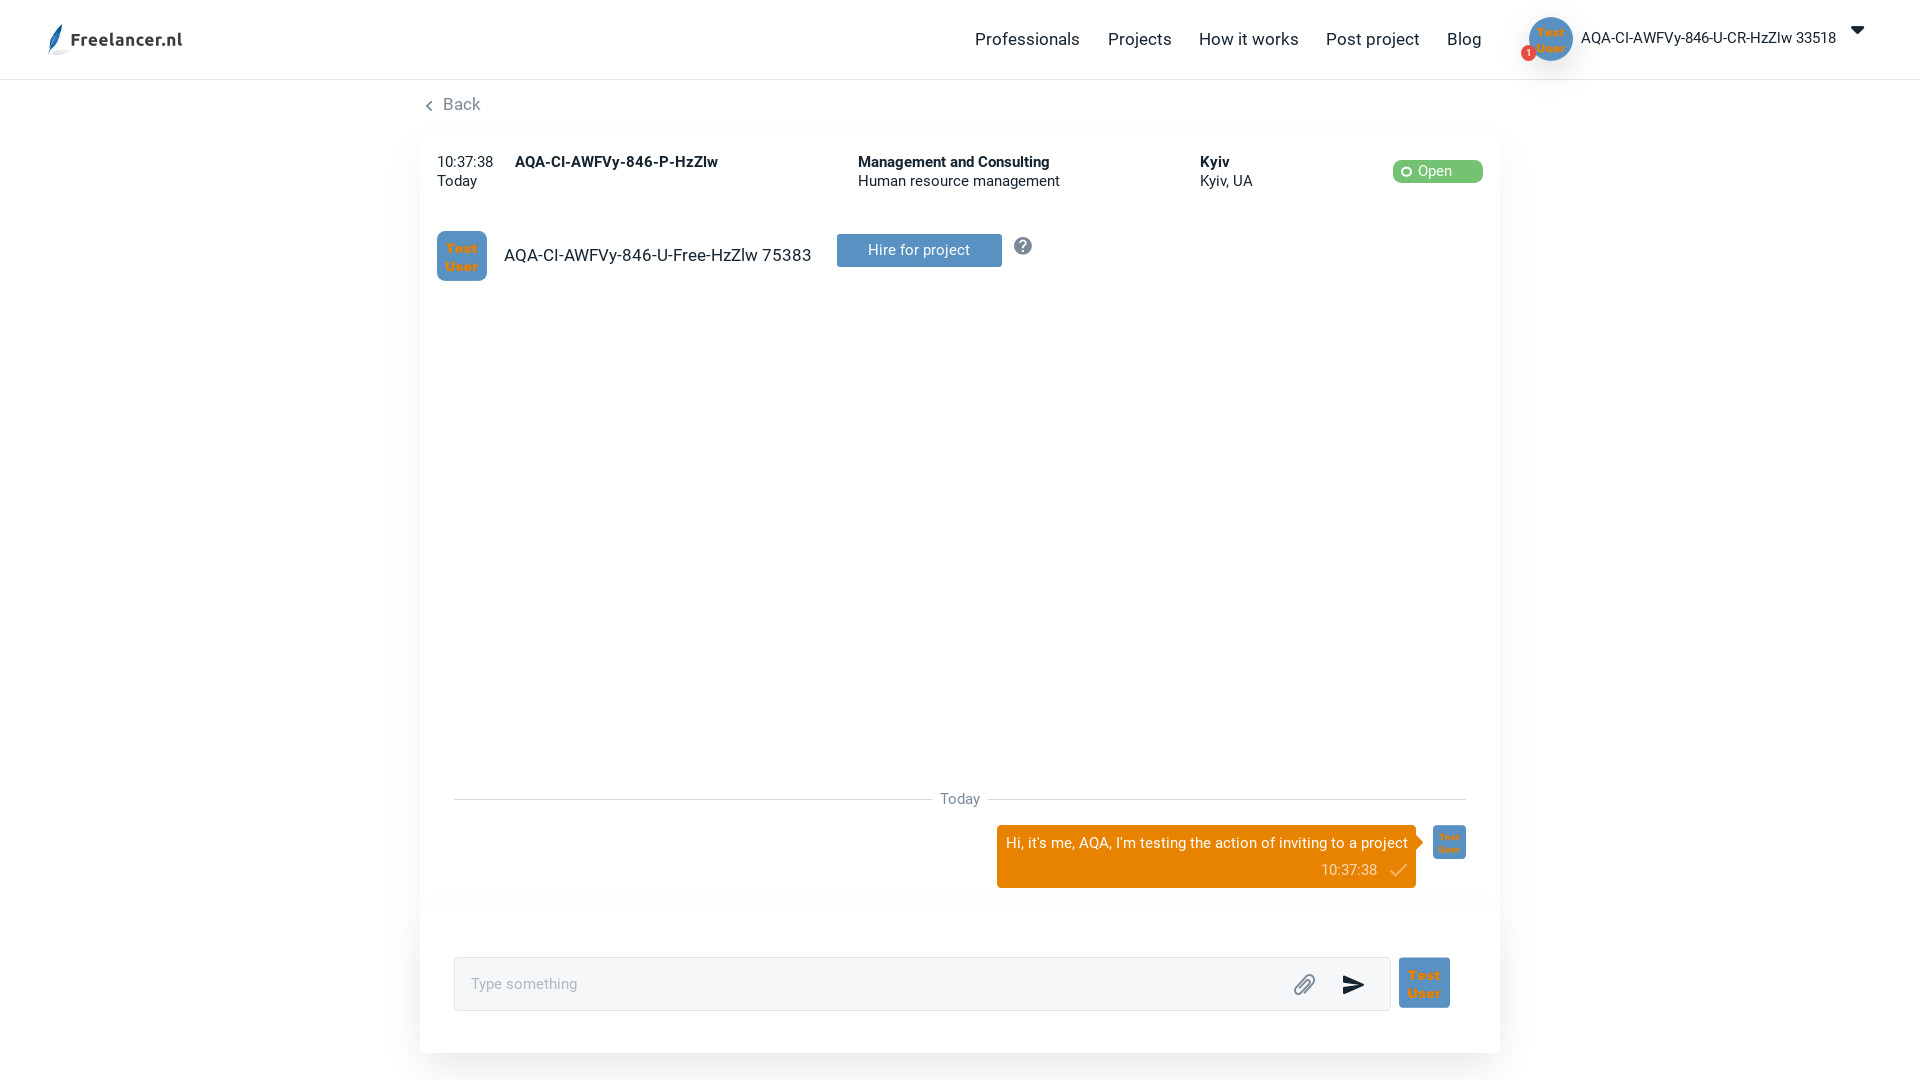 Freelancer.nl
Professionals Projects How it works Post project Blog
Test
User
1
AQA-CI-AWFVy-846-U-CR-HzZlw 33518
Back
10:37:38 AQA-CI-AWFVy-846-P-HzZlw Management and Consulting Kyiv
Today Human resource management Kyiv, UA
Open
Test
User
AQA-CI-AWFVy-846-U-Free-HzZlw 75383
Hire for project
?
Today
Hi, it's me, AQA, I'm testing the action of inviting to a project
10:37:38
Test
User
Type something
Test
User